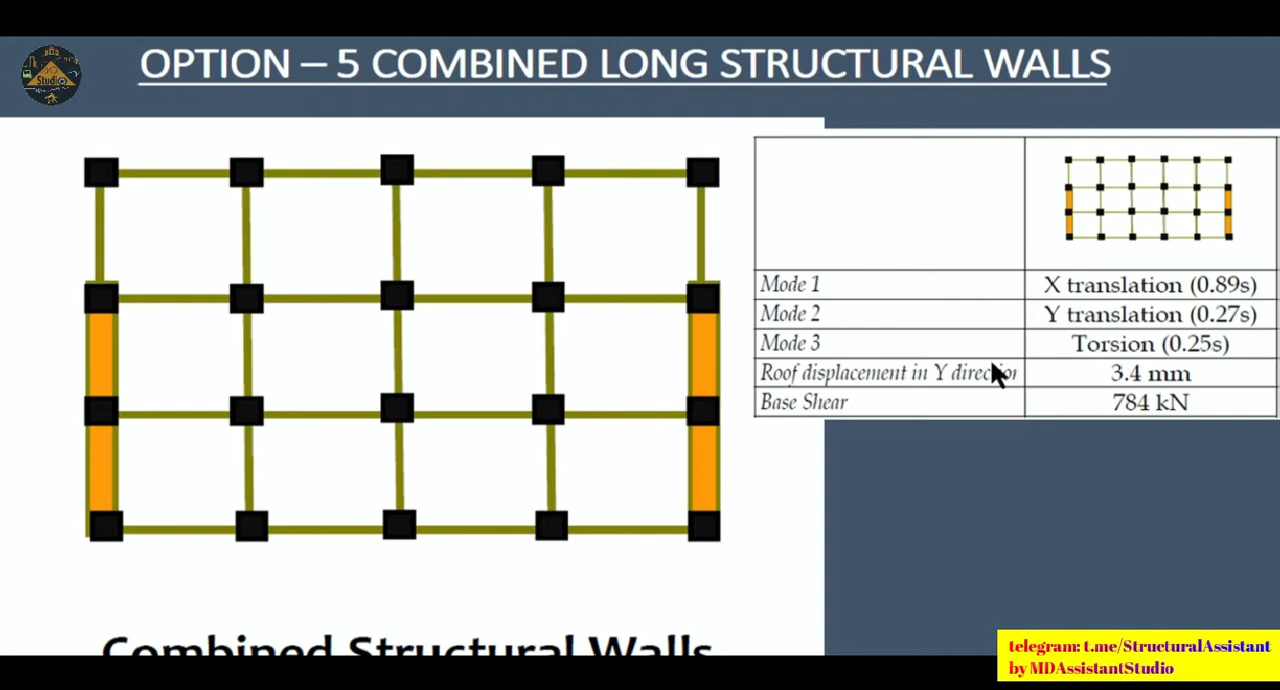 OPTION – 5 COMBINED LONG STRUCTURAL WALLS
Studio
Mode 1 X translation (0.89s)
Mode 2 Y translation (0.27s)
Mode 3 Torsion (0.25s)
Roof displacement in Y direction 3.4 mm
Base Shear 784 kN
Combined Structural Walls
telegram: t.me/StructuralAssistant
by MDAssistantStudio